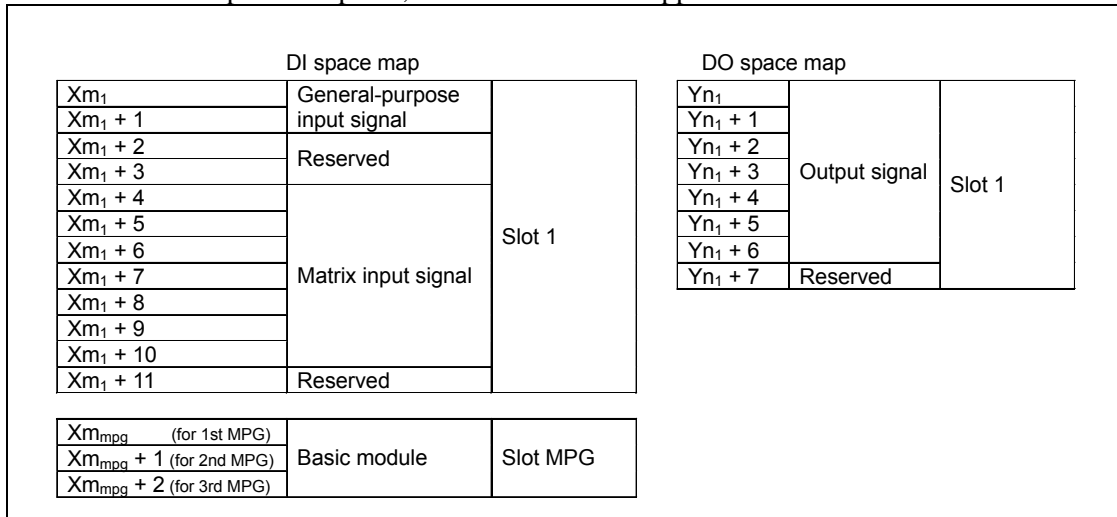 DI space map
DO space map
Xm₁
General-purpose
input signal
Xm₁ + 1
Xm₁ + 2
Reserved
Xm₁ + 3
Xm₁ + 4
Matrix input signal
Xm₁ + 5
Xm₁ + 6
Xm₁ + 7
Xm₁ + 8
Xm₁ + 9
Xm₁ + 10
Xm₁ + 11
Reserved
Slot 1
Yn₁
Output signal
Yn₁ + 1
Yn₁ + 2
Yn₁ + 3
Yn₁ + 4
Yn₁ + 5
Yn₁ + 6
Yn₁ + 7
Reserved
Slot 1
Xmmpg (for 1st MPG)
Xmmpg + 1 (for 2nd MPG)
Xmmpg + 2 (for 3rd MPG)
Basic module
Slot MPG